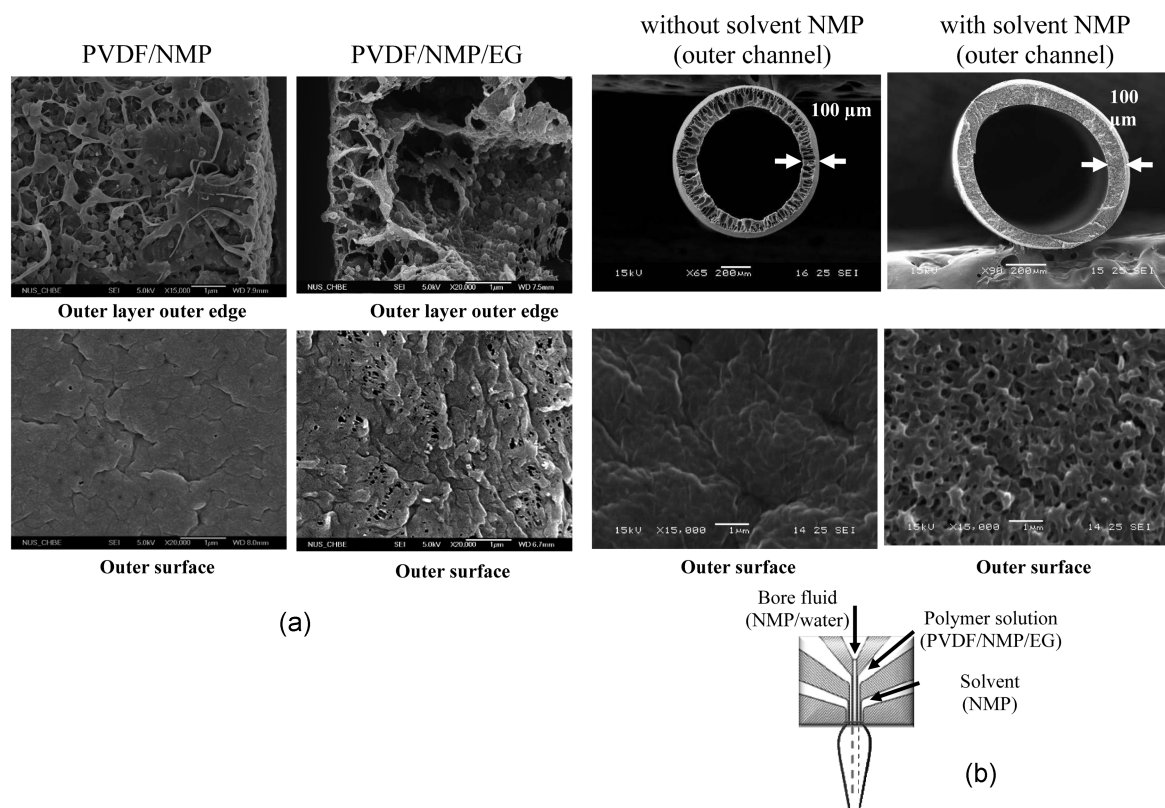 PVDF/NMP
PVDF/NMP/EG
NUS_CHBE SEI 5.0kV X15,000 1µm WD 7.9mm
NUS_CHBE SEI 5.0kV X20,000 1µm WD 7.5mm
Outer layer outer edge
Outer layer outer edge
NUS_CHBE SEI 5.0kV X20,000 1µm WD 8.0mm
NUS_CHBE SEI 5.0kV X20,000 1µm WD 6.7mm
Outer surface
Outer surface
(a)
without solvent NMP
(outer channel)
with solvent NMP
(outer channel)
100 µm
100
µm
15kV X65 200µm 16 25 SEI
15kV X90 200µm 15 25 SEI
15kV X15,000 1µm 14 25 SEI
15kV X15,000 1µm 14 25 SEI
Outer surface
Outer surface
Bore fluid
(NMP/water)
Polymer solution
(PVDF/NMP/EG)
Solvent
(NMP)
(b)